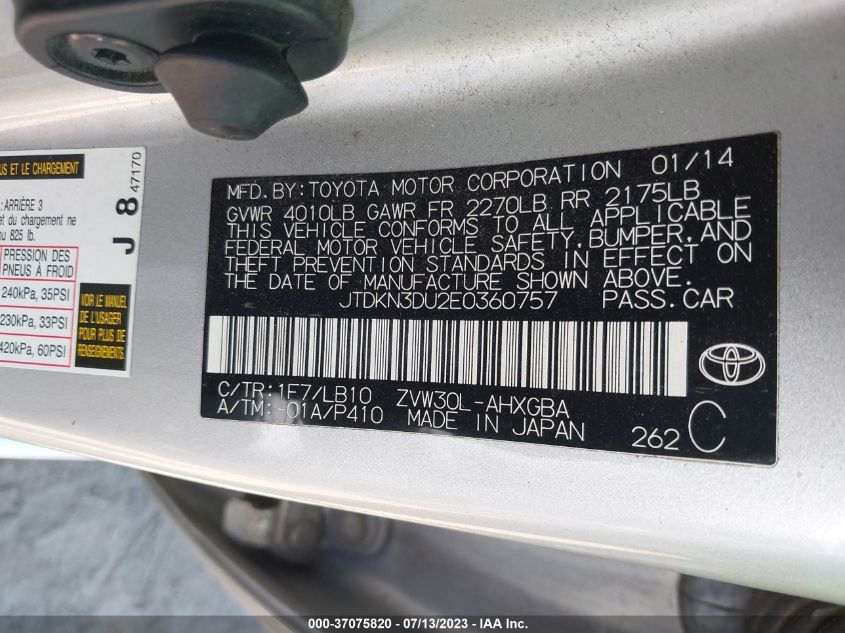 US ET LE CHARGEMENT
: ARRIÈRE 3
et du chargement ne
ou 825 lb.
PRESSION DES
PNEUS À FROID
240kPa, 35PSI
230kPa, 33PSI
420kPa, 60PSI
VOIR LE MANUEL
DE L'USAGER
POUR PLUS DE
RENSEIGNEMENTS
J 8 47170
MFD. BY: TOYOTA MOTOR CORPORATION 01/14
GVWR 4010LB GAWR FR 2270LB RR 2175LB
THIS VEHICLE CONFORMS TO ALL APPLICABLE
FEDERAL MOTOR VEHICLE SAFETY, BUMPER, AND
THEFT PREVENTION STANDARDS IN EFFECT ON
THE DATE OF MANUFACTURE SHOWN ABOVE.
JTDKN3DU2E0360757 PASS. CAR
C/TR: 1F7/LB10 ZVW30L-AHXGBA
A/TM: -01A/P410 MADE IN JAPAN 262 C
000-37075820 - 07/13/2023 - IAA Inc.